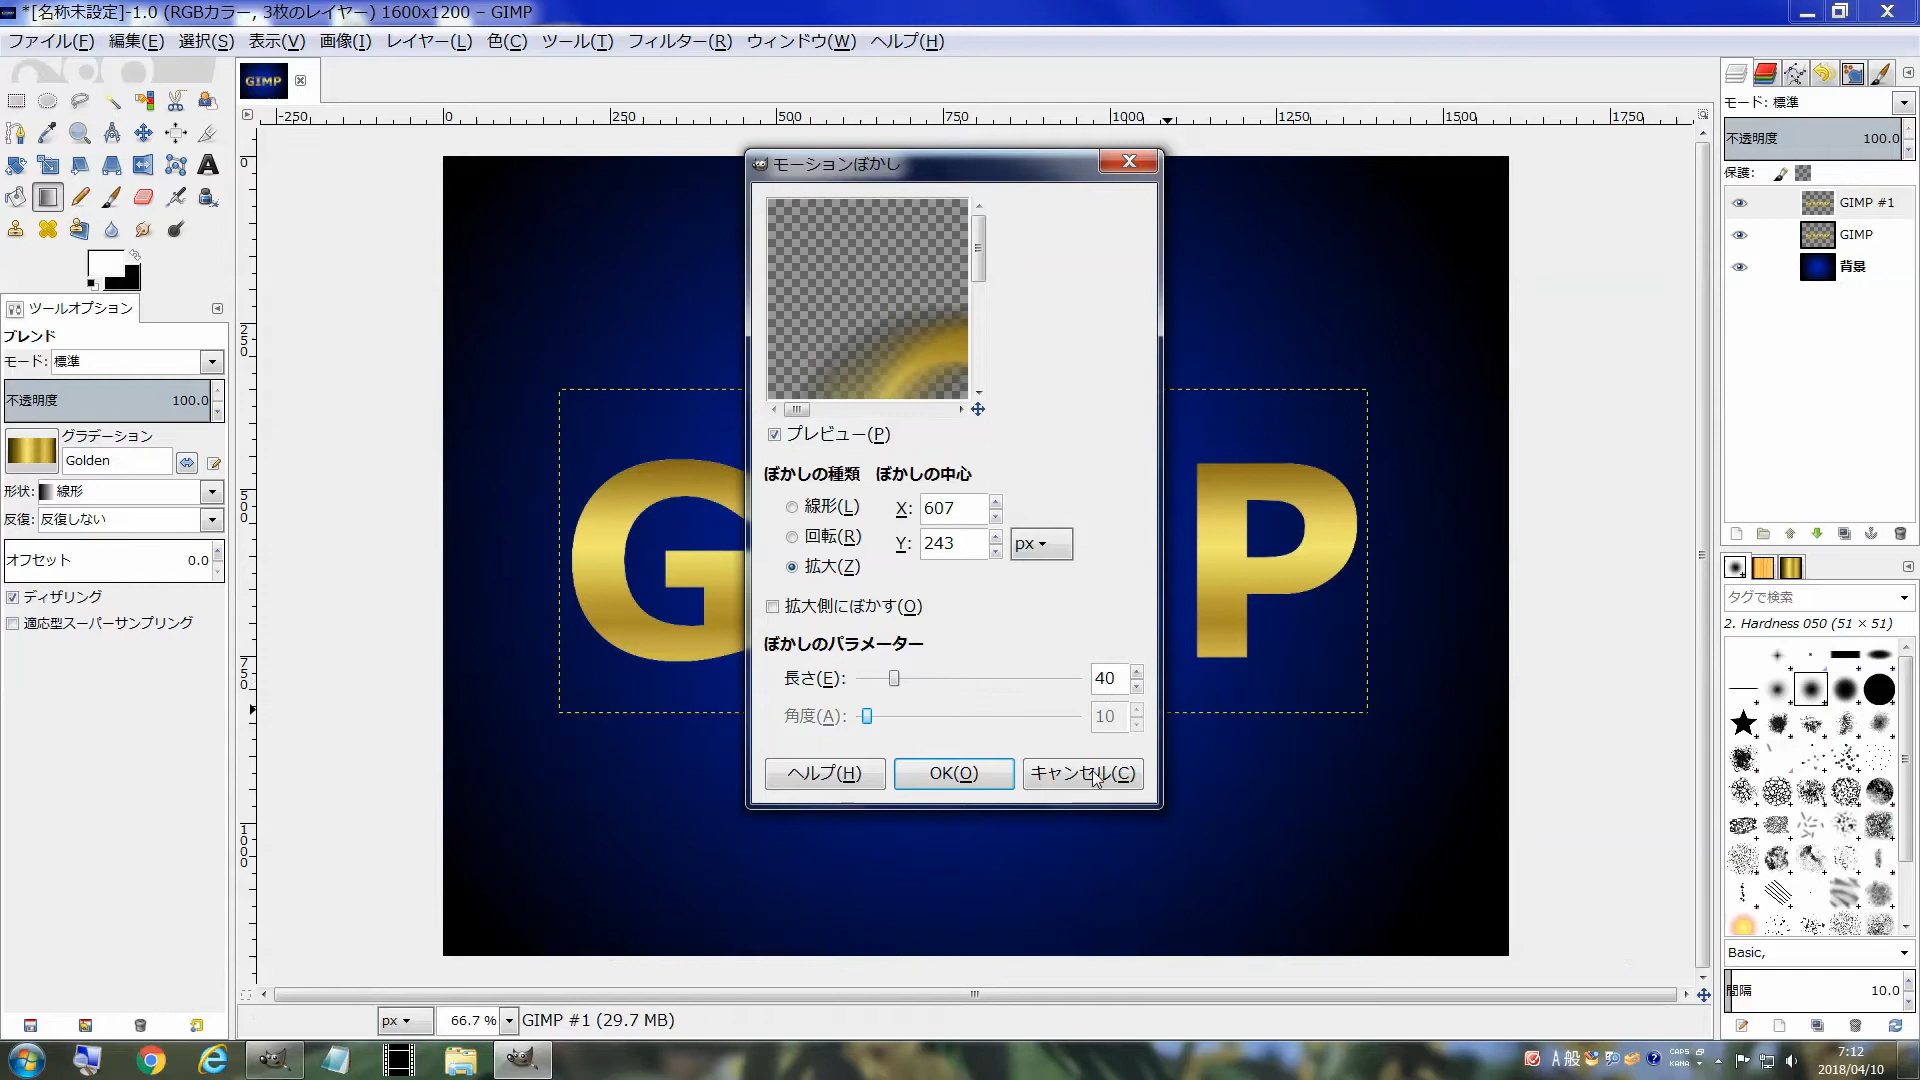 *[名称未設定]-1.0 (RGBカラー, 3枚のレイヤー) 1600x1200 – GIMP
ファイル(F) 編集(E) 選択(S) 表示(V) 画像(I) レイヤー(L) 色(C) ツール(T) フィルター(R) ウィンドウ(W) ヘルプ(H)
GIMP
-250 0 250 500 750 1000 1250 1500 1750
0
250
500
750
1000
ツールオプション
ブレンド
モード: 標準
不透明度 100.0
グラデーション
Golden
形状: 線形
反復: 反復しない
オフセット 0.0
ディザリング
適応型スーパーサンプリング
G
P
モーションぼかし
プレビュー(P)
ぼかしの種類 ぼかしの中心
線形(L) X: 607
回転(R) Y: 243 px
拡大(Z)
拡大側にぼかす(O)
ぼかしのパラメーター
長さ(E): 40
角度(A): 10
ヘルプ(H) OK(O) キャンセル(C)
モード: 標準
不透明度 100.0
保護:
GIMP #1
GIMP
背景
タグで検索
2. Hardness 050 (51 × 51)
Basic,
間隔 10.0
px 66.7 % GIMP #1 (29.7 MB)
A 般 CAPS
KANA
7:12
2018/04/10